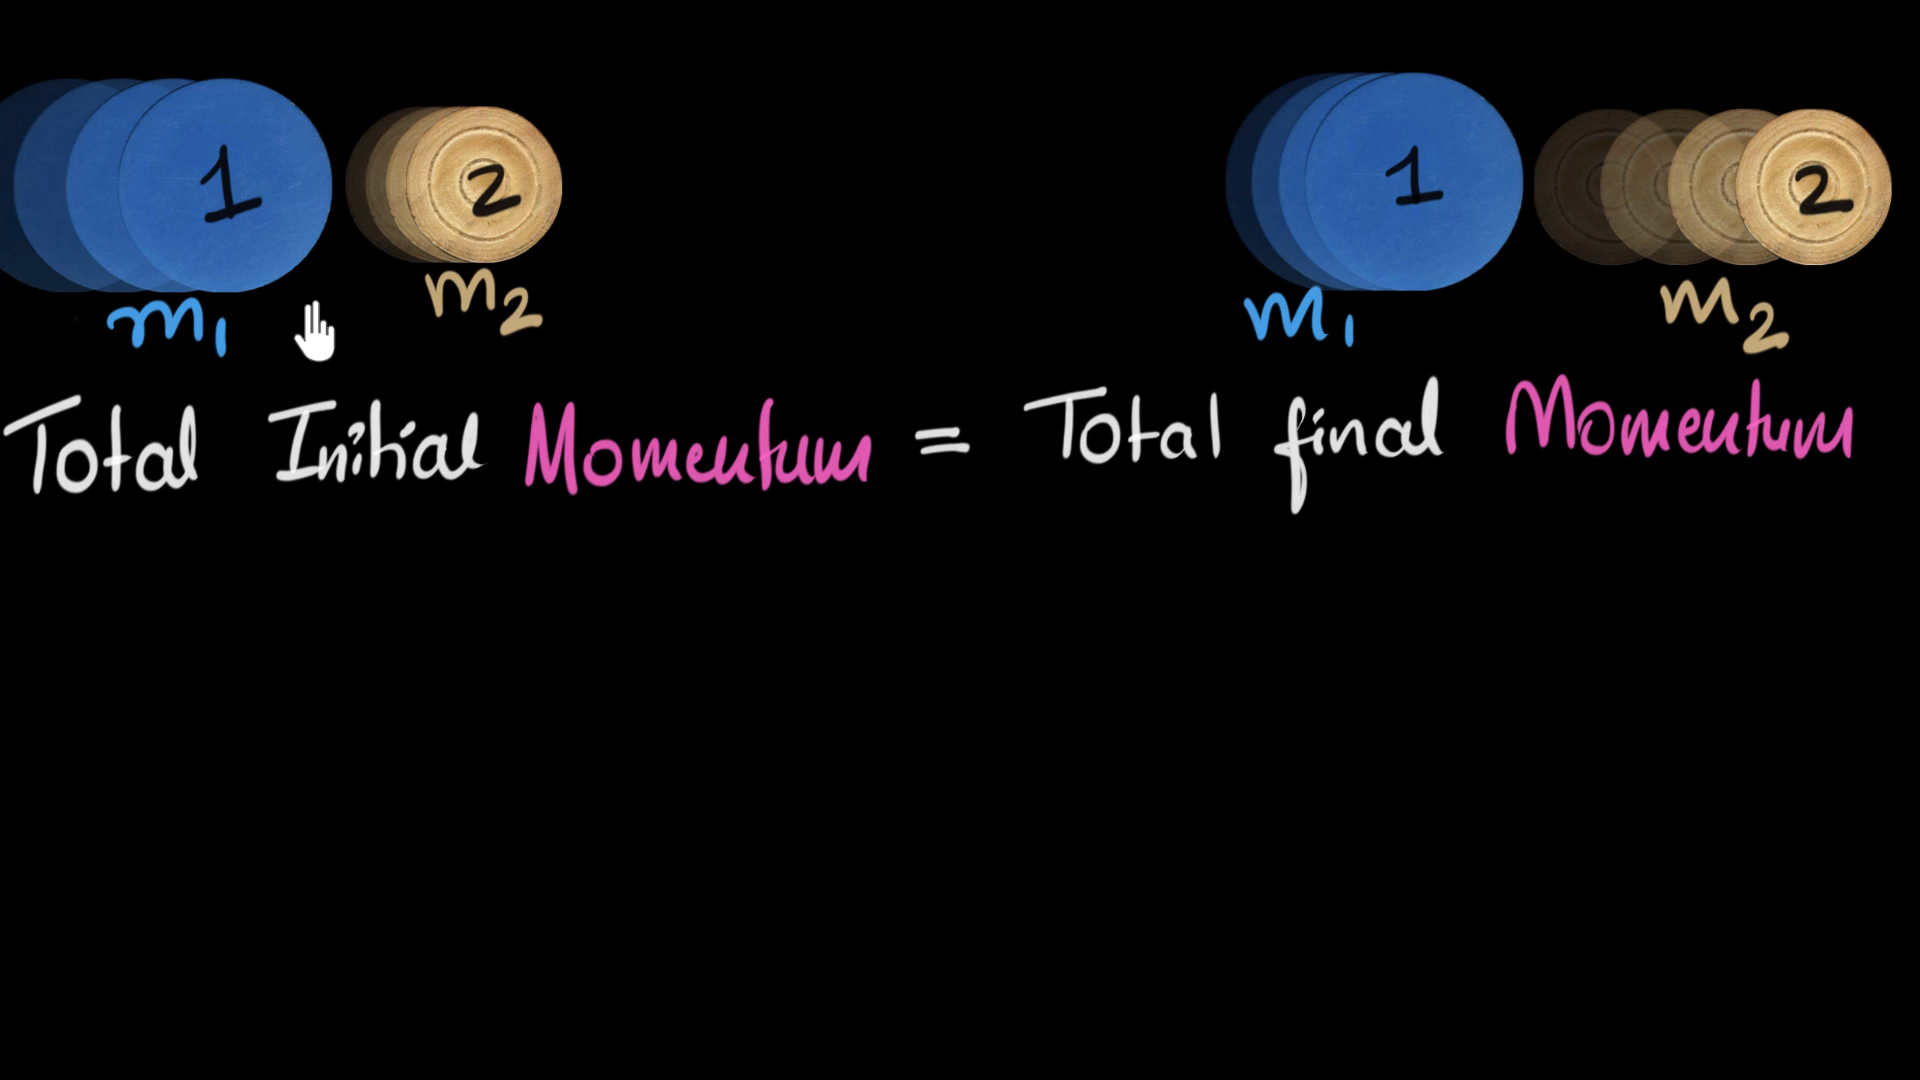 1 2 1 2
m₁ m₂ m₁ m₂
Total Initial Momentum = Total final Momentum